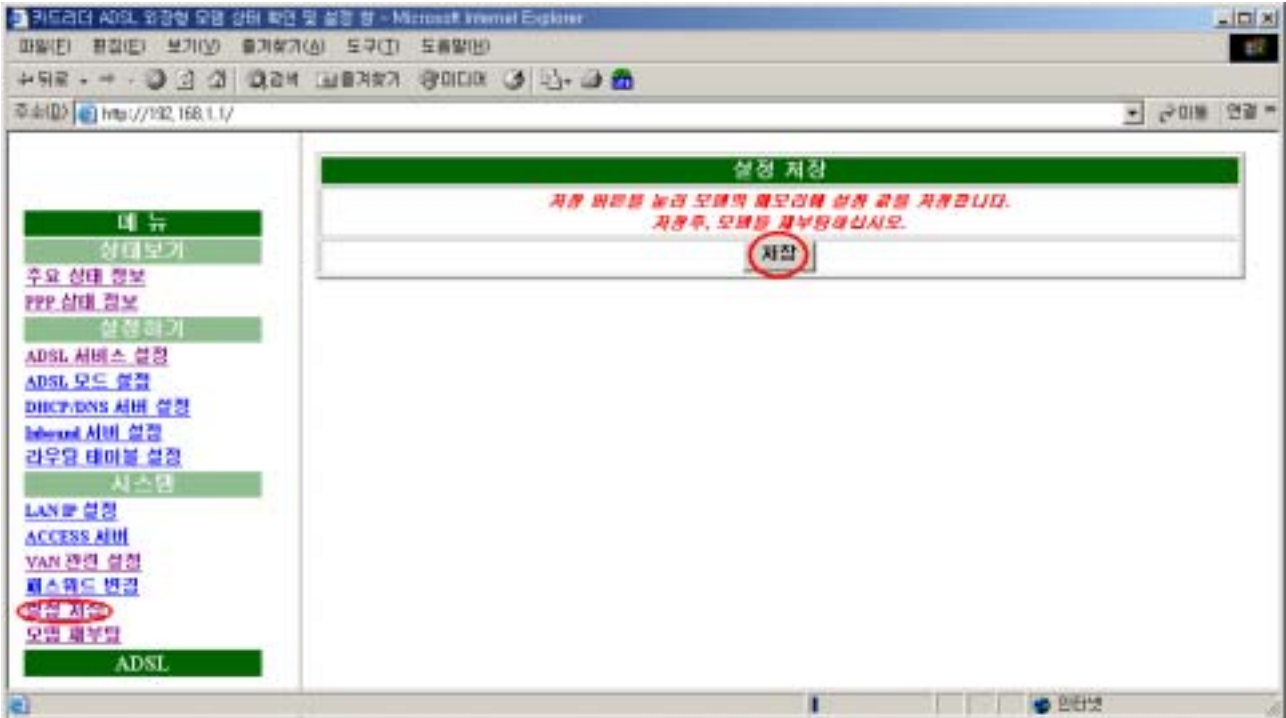 카드리더 ADSL 외장형 모뎀 상태 확인 및 설정 창 - Microsoft Internet Explorer
파일(F) 편집(E) 보기(V) 즐겨찾기(A) 도구(T) 도움말(H)
뒤로 검색 즐겨찾기 미디어
주소(D) http://192.168.1.1/ 이동 연결
메 뉴
상태보기
주요 상태 정보
PPP 상태 정보
설정하기
ADSL 서비스 설정
ADSL 모드 설정
DHCP/DNS 서버 설정
Inbound 서버 설정
라우팅 테이블 설정
시스템
LAN IP 설정
ACCESS 서버
VAN 관련 설정
패스워드 변경
설정 저장
모뎀 재부팅
ADSL
설정 저장
저장 버튼을 눌러 모뎀의 메모리에 설정 값을 저장합니다.
저장후, 모뎀을 재부팅하십시오.
저장
인터넷